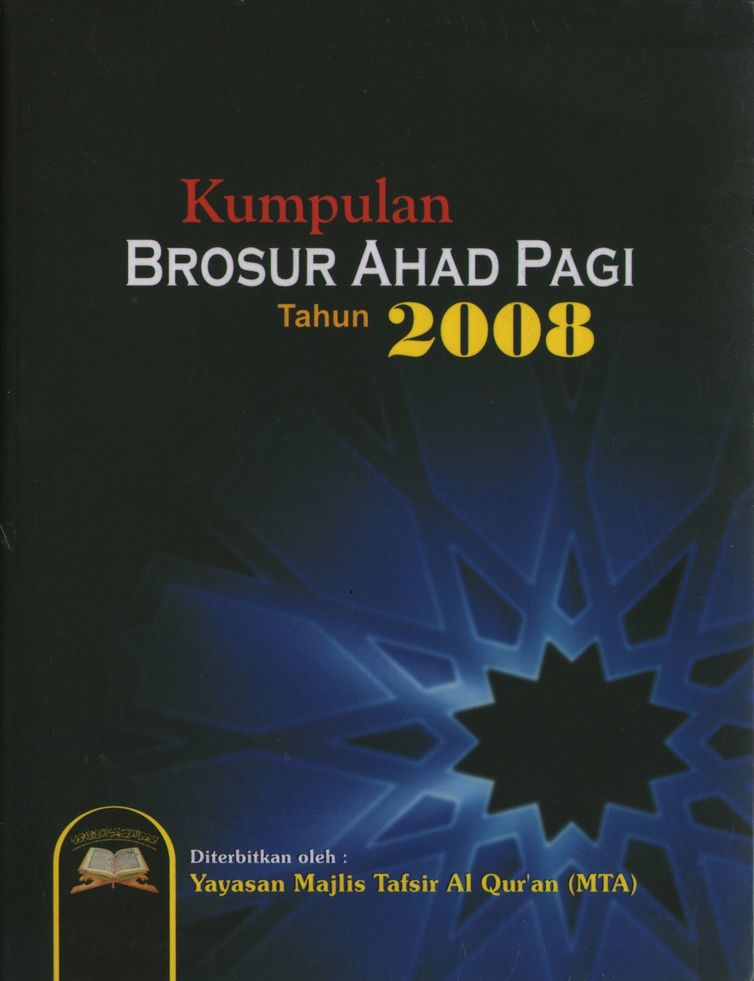 Kumpulan
BROSUR AHAD PAGI
Tahun 2008
Diterbitkan oleh :
Yayasan Majlis Tafsir Al Qur'an (MTA)